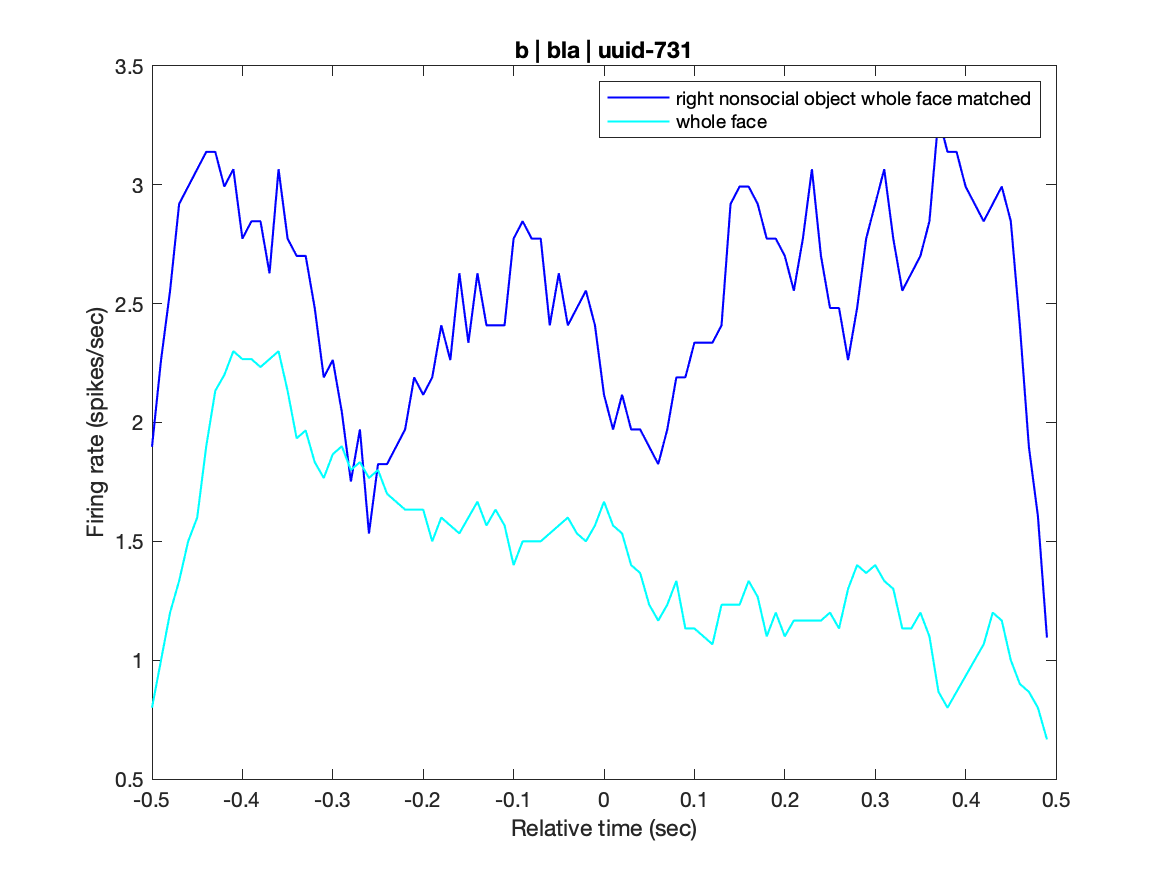 b | bla | uuid-731
right nonsocial object whole face matched
whole face
Firing rate (spikes/sec)
3.5
3
2.5
2
1.5
1
0.5
-0.5 -0.4 -0.3 -0.2 -0.1 0 0.1 0.2 0.3 0.4 0.5
Relative time (sec)